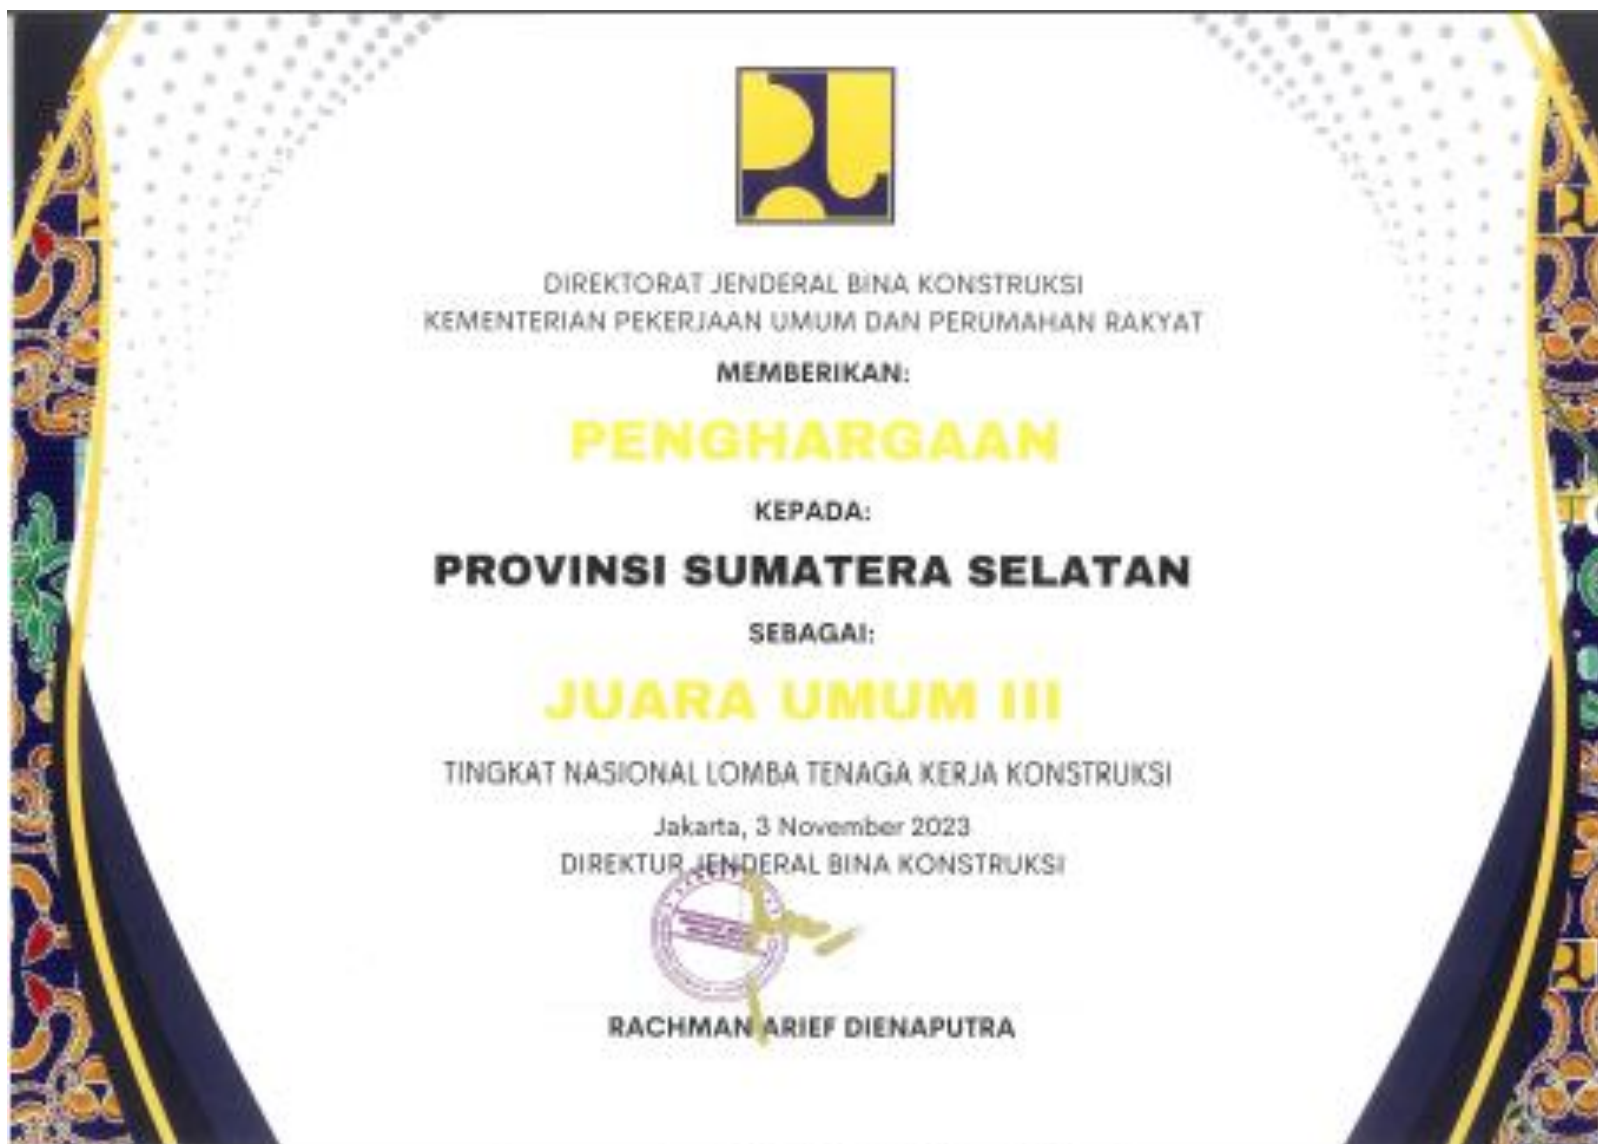 DIREKTORAT JENDERAL BINA KONSTRUKSI
KEMENTERIAN PEKERJAAN UMUM DAN PERUMAHAN RAKYAT
MEMBERIKAN:
PENGHARGAAN
KEPADA:
PROVINSI SUMATERA SELATAN
SEBAGAI:
JUARA UMUM III
TINGKAT NASIONAL LOMBA TENAGA KERJA KONSTRUKSI
Jakarta, 3 November 2023
DIREKTUR JENDERAL BINA KONSTRUKSI
RACHMAN ARIEF DIENAPUTRA